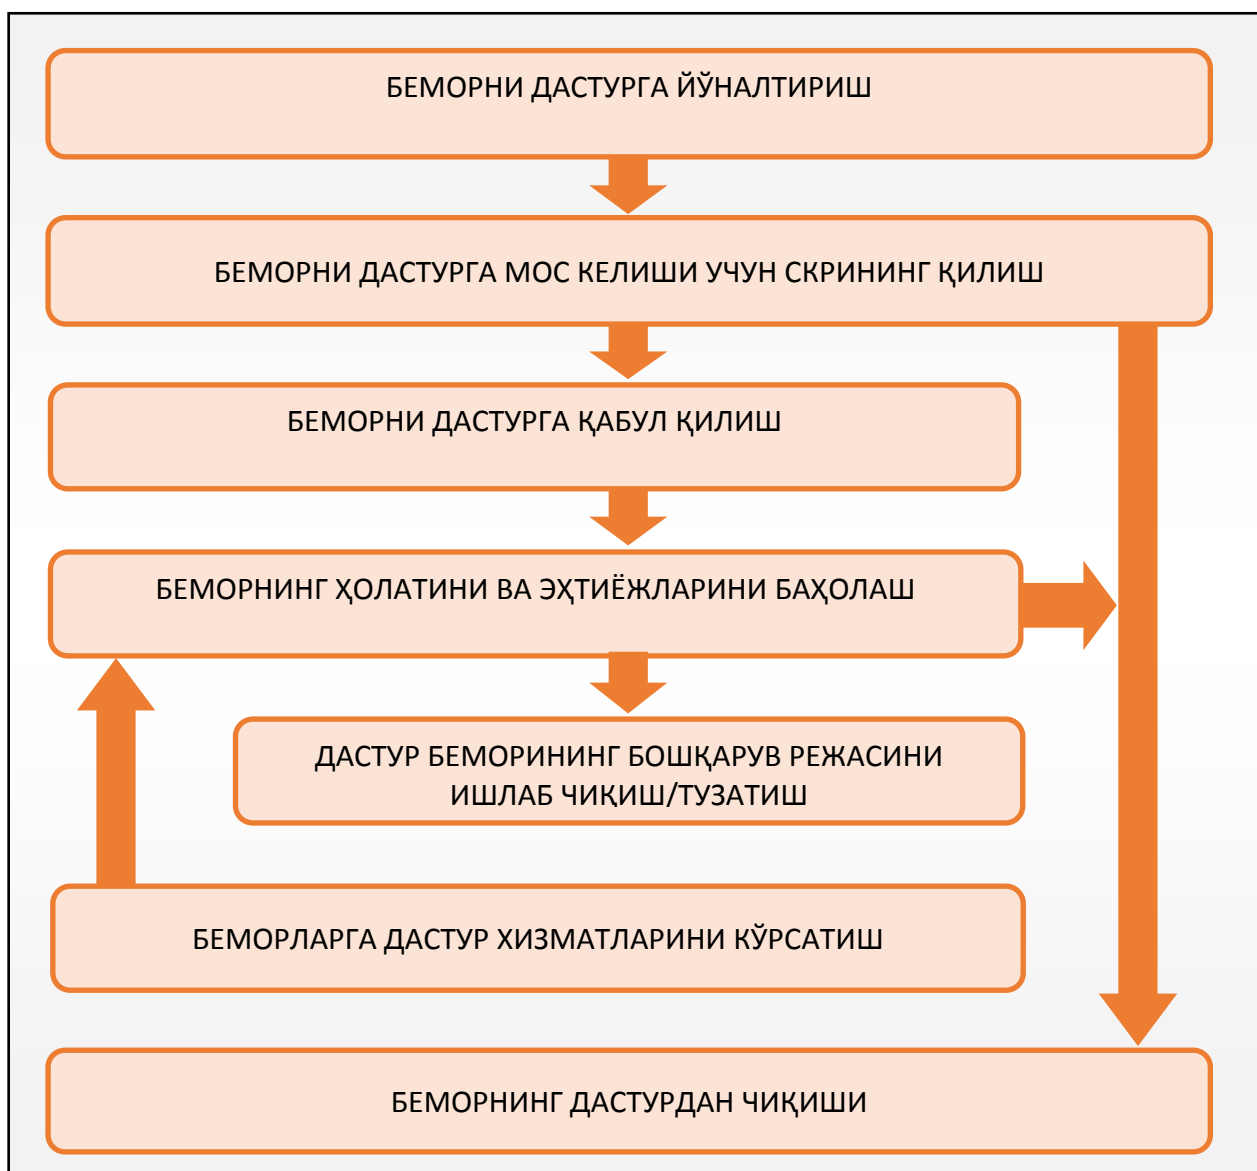 БЕМОРНИ ДАСТУРГА ЙЎНАЛТИРИШ
БЕМОРНИ ДАСТУРГА МОС КЕЛИШИ УЧУН СКРИНИНГ ҚИЛИШ
БЕМОРНИ ДАСТУРГА ҚАБУЛ ҚИЛИШ
БЕМОРНИНГ ҲОЛАТИНИ ВА ЭҲТИЁЖЛАРИНИ БАҲОЛАШ
ДАСТУР БЕМОРИНИНГ БОШҚАРУВ РЕЖАСИНИ
ИШЛАБ ЧИҚИШ/ТУЗАТИШ
БЕМОРЛАРГА ДАСТУР ХИЗМАТЛАРИНИ КЎРСАТИШ
БЕМОРНИНГ ДАСТУРДАН ЧИҚИШИ